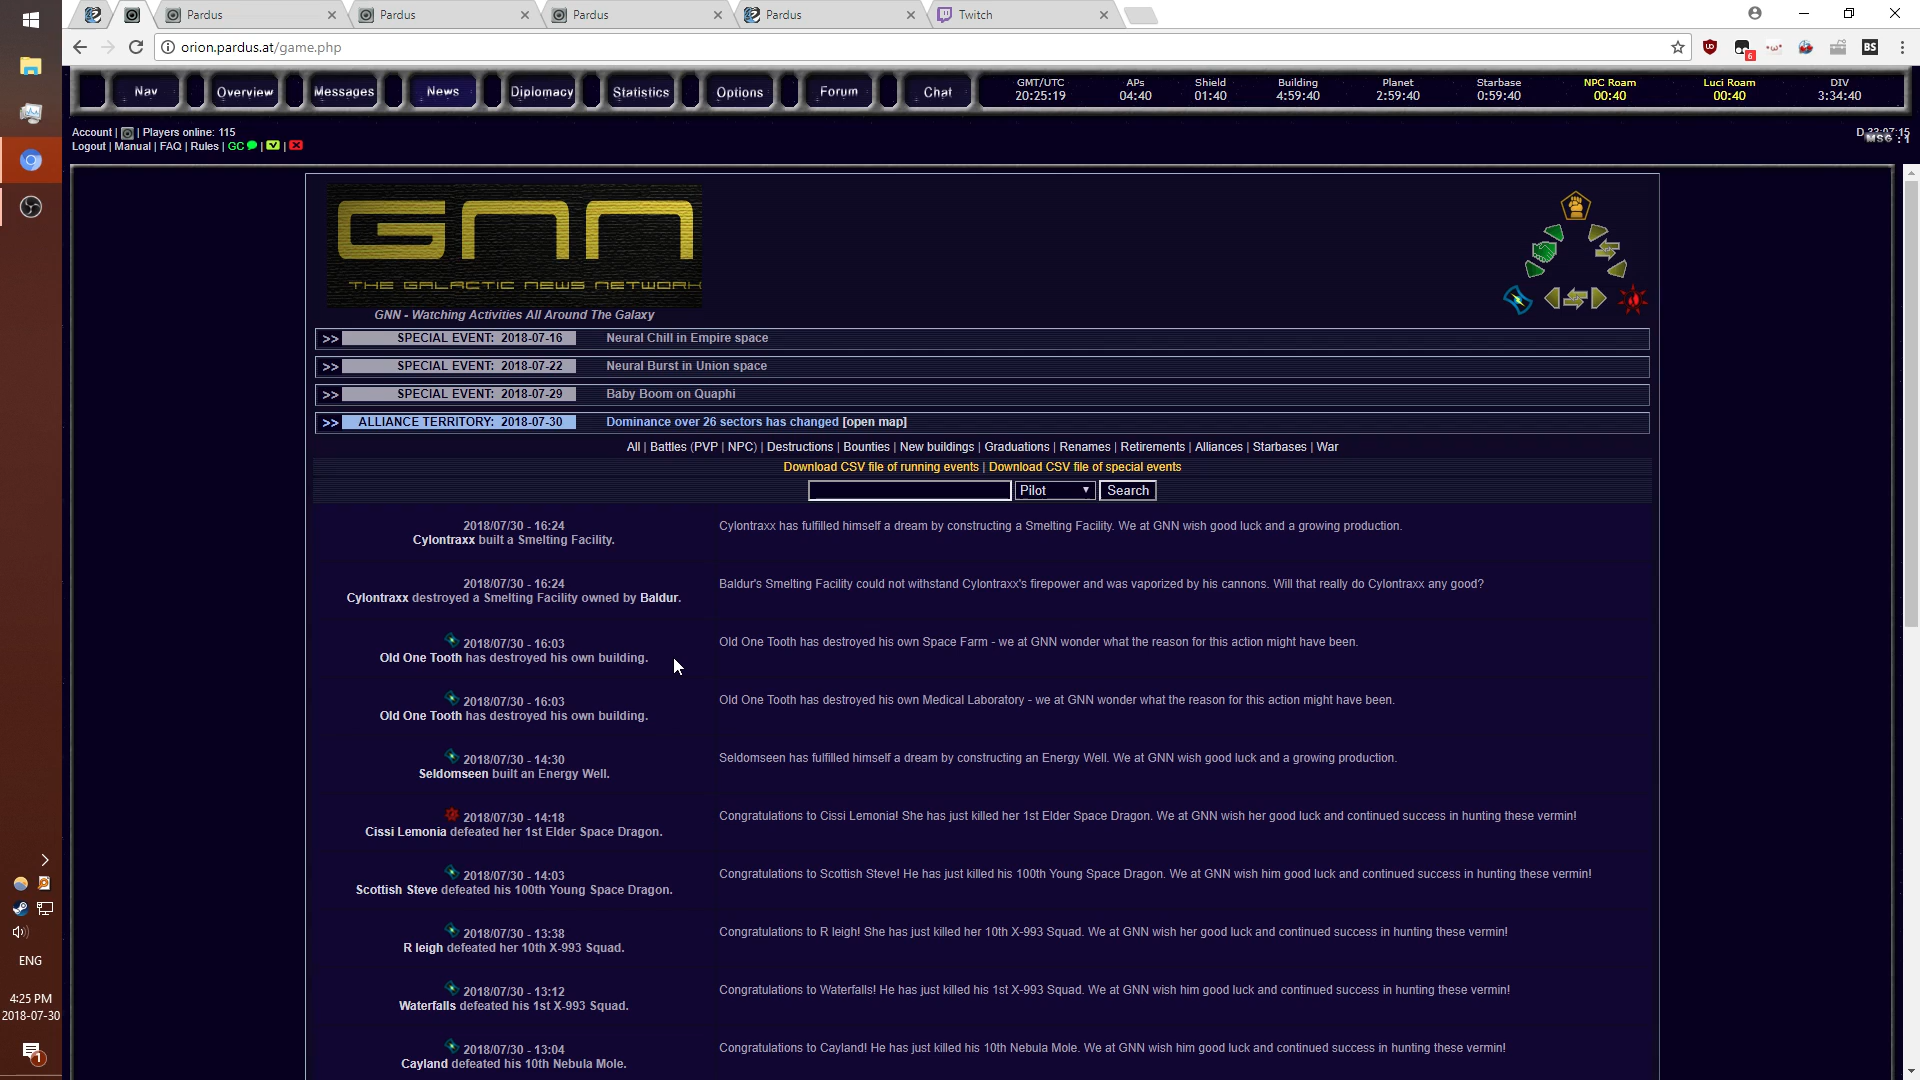 Pardus
Pardus
Pardus
Pardus
Twitch
orion.pardus.at/game.php
6
BS
Nav
Overview
Messages
News
Diplomacy
Statistics
Options
Forum
Chat
GMT/UTC
20:25:19
APs
04:40
Shield
01:40
Building
4:59:40
Planet
2:59:40
Starbase
0:59:40
NPC Roam
00:40
Luci Roam
00:40
DIV
3:34:40
Account | | Players online: 115
Logout | Manual | FAQ | Rules | GC | |
GNN
THE GALACTIC NEWS NETWORK
GNN - Watching Activities All Around The Galaxy
>> SPECIAL EVENT: 2018-07-16 Neural Chill in Empire space
>> SPECIAL EVENT: 2018-07-22 Neural Burst in Union space
>> SPECIAL EVENT: 2018-07-29 Baby Boom on Quaphi
>> ALLIANCE TERRITORY: 2018-07-30 Dominance over 26 sectors has changed [open map]
All | Battles (PVP | NPC) | Destructions | Bounties | New buildings | Graduations | Renames | Retirements | Alliances | Starbases | War
Download CSV file of running events | Download CSV file of special events
Pilot Search
2018/07/30 - 16:24
Cylontraxx built a Smelting Facility.
Cylontraxx has fulfilled himself a dream by constructing a Smelting Facility. We at GNN wish good luck and a growing production.
2018/07/30 - 16:24
Cylontraxx destroyed a Smelting Facility owned by Baldur.
Baldur's Smelting Facility could not withstand Cylontraxx's firepower and was vaporized by his cannons. Will that really do Cylontraxx any good?
2018/07/30 - 16:03
Old One Tooth has destroyed his own building.
Old One Tooth has destroyed his own Space Farm - we at GNN wonder what the reason for this action might have been.
2018/07/30 - 16:03
Old One Tooth has destroyed his own building.
Old One Tooth has destroyed his own Medical Laboratory - we at GNN wonder what the reason for this action might have been.
2018/07/30 - 14:30
Seldomseen built an Energy Well.
Seldomseen has fulfilled himself a dream by constructing an Energy Well. We at GNN wish good luck and a growing production.
2018/07/30 - 14:18
Cissi Lemonia defeated her 1st Elder Space Dragon.
Congratulations to Cissi Lemonia! She has just killed her 1st Elder Space Dragon. We at GNN wish her good luck and continued success in hunting these vermin!
2018/07/30 - 14:03
Scottish Steve defeated his 100th Young Space Dragon.
Congratulations to Scottish Steve! He has just killed his 100th Young Space Dragon. We at GNN wish him good luck and continued success in hunting these vermin!
2018/07/30 - 13:38
R leigh defeated her 10th X-993 Squad.
Congratulations to R leigh! She has just killed her 10th X-993 Squad. We at GNN wish her good luck and continued success in hunting these vermin!
2018/07/30 - 13:12
Waterfalls defeated his 1st X-993 Squad.
Congratulations to Waterfalls! He has just killed his 1st X-993 Squad. We at GNN wish him good luck and continued success in hunting these vermin!
2018/07/30 - 13:04
Cayland defeated his 10th Nebula Mole.
Congratulations to Cayland! He has just killed his 10th Nebula Mole. We at GNN wish him good luck and continued success in hunting these vermin!
ENG
4:25 PM
2018-07-30
1